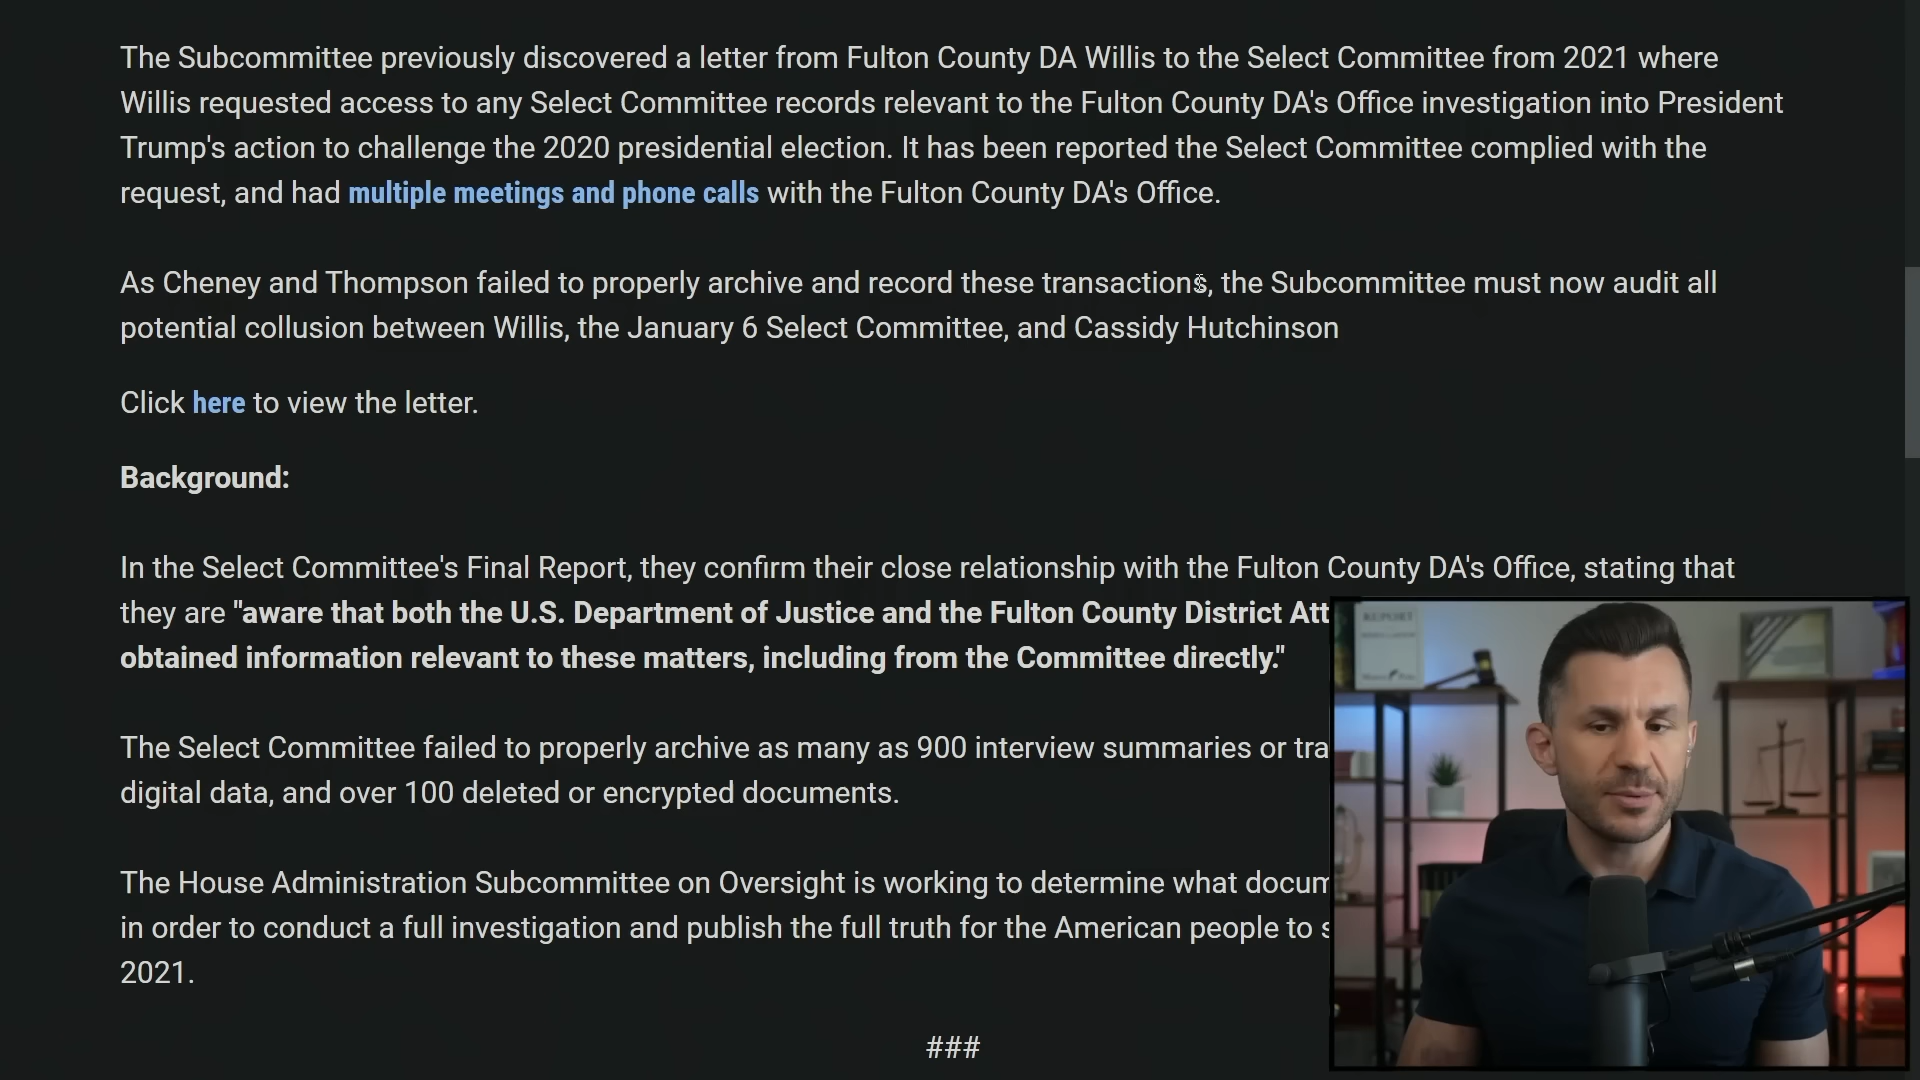 The Subcommittee previously discovered a letter from Fulton County DA Willis to the Select Committee from 2021 where
Willis requested access to any Select Committee records relevant to the Fulton County DA's Office investigation into President
Trump's action to challenge the 2020 presidential election. It has been reported the Select Committee complied with the
request, and had multiple meetings and phone calls with the Fulton County DA's Office.
As Cheney and Thompson failed to properly archive and record these transactions, the Subcommittee must now audit all
potential collusion between Willis, the January 6 Select Committee, and Cassidy Hutchinson
Click here to view the letter.
Background:
In the Select Committee's Final Report, they confirm their close relationship with the Fulton County DA's Office, stating that
they are "aware that both the U.S. Department of Justice and the Fulton County District Att
obtained information relevant to these matters, including from the Committee directly."
The Select Committee failed to properly archive as many as 900 interview summaries or tra
digital data, and over 100 deleted or encrypted documents.
The House Administration Subcommittee on Oversight is working to determine what docum
in order to conduct a full investigation and publish the full truth for the American people to s
2021.
###
REPORT